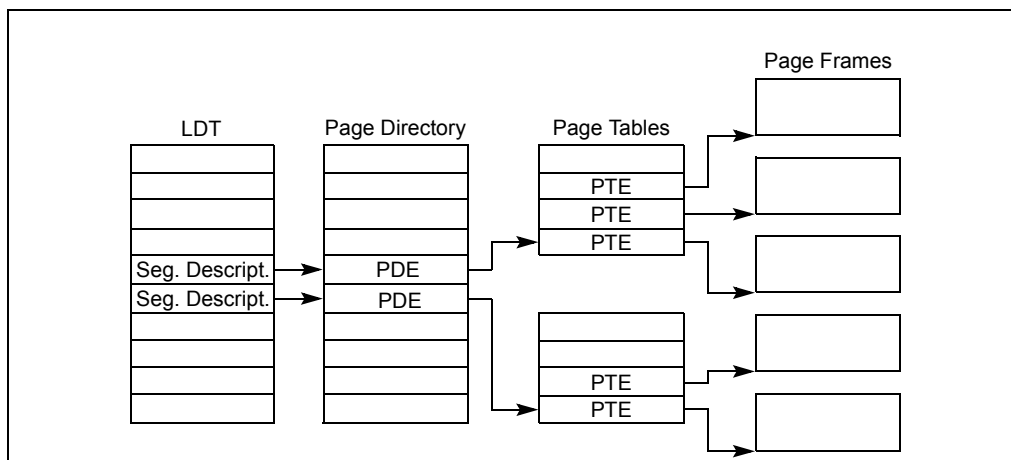 Page Frames
LDT
Page Directory
Page Tables
PTE
PTE
PTE
Seg. Descript.
PDE
Seg. Descript.
PDE
PTE
PTE